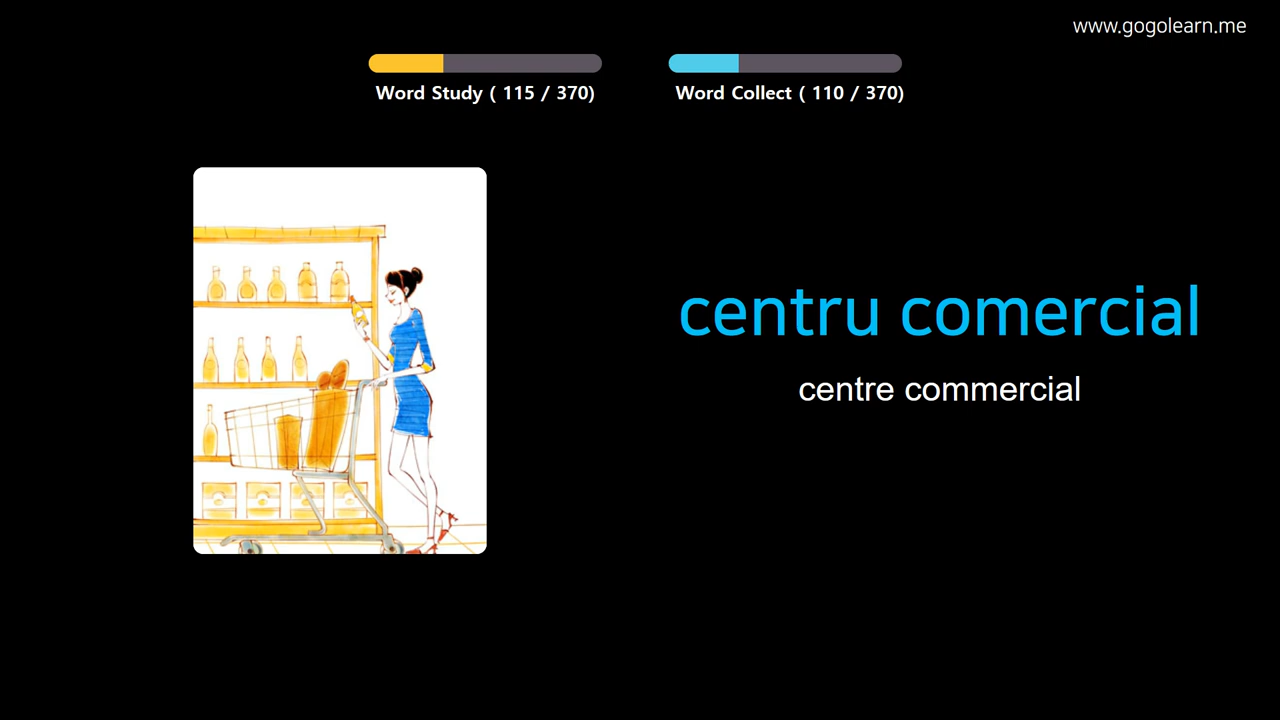 www.gogolearn.me
Word Study ( 115 / 370)
Word Collect ( 110 / 370)
centru comercial
centre commercial